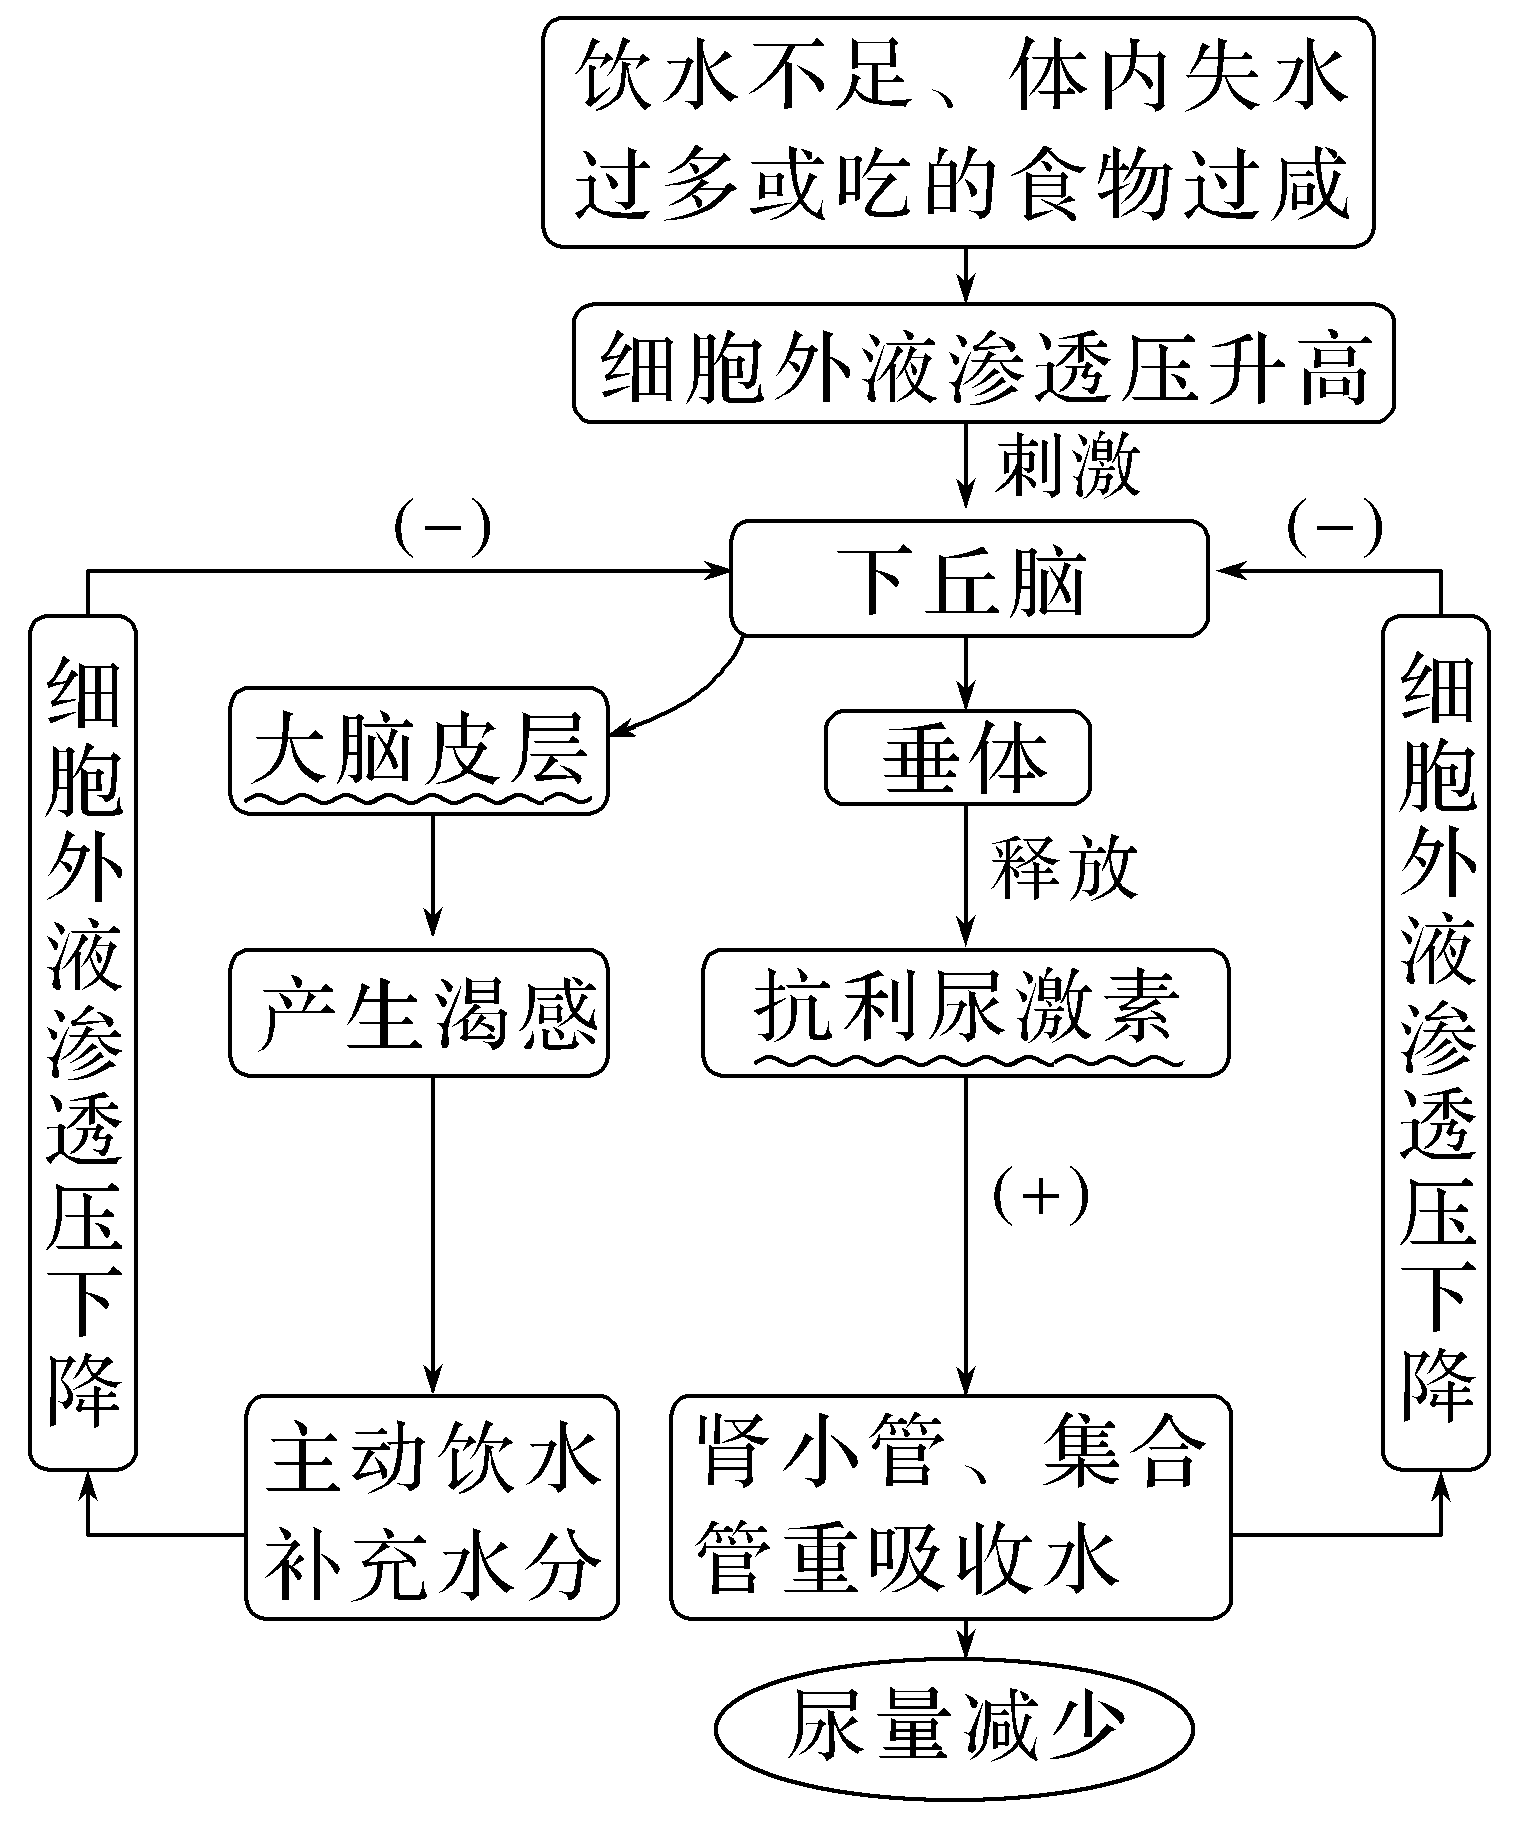 饮水不足、体内失水
过多或吃的食物过咸
细胞外液渗透压升高
刺激
(-)
(-)
下丘脑
大脑皮层
垂体
释放
产生渴感
抗利尿激素
(+)
细胞外液渗透压下降
细胞外液渗透压下降
主动饮水
补充水分
肾小管、集合
管重吸收水
尿量减少